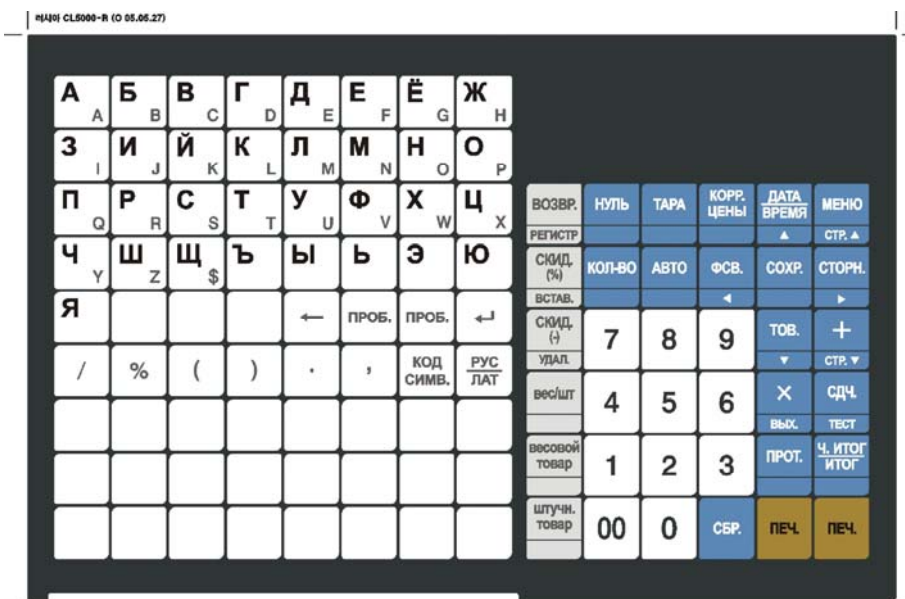 러시아 CL5000-R (O 05.05.27)
А A Б B В C Г D Д E Е F Ё G Ж H
З I И J Й K К L Л M М N Н O О P
П Q Р R С S Т T У U Ф V Х W Ц X
Ч Y Ш Z Щ $ Ъ Ы Ь Э Ю
Я ← ПРОБ. ПРОБ. ↵
/ % ( ) . , КОД СИМВ. РУС ЛАТ
ВОЗВР. НУЛЬ ТАРА КОРР. ЦЕНЫ ДАТА ВРЕМЯ МЕНЮ
РЕГИСТР ▲ СТР. ▲
СКИД. (%) КОЛ-ВО АВТО ФСВ. СОХР. СТОРН.
ВСТАВ. ◀ ▶
СКИД. (-) 7 8 9 ТОВ. +
УДАЛ. ▼ СТР. ▼
вес/шт 4 5 6 × СДЧ.
ВЫХ. ТЕСТ
весовой товар 1 2 3 ПРОТ. Ч. ИТОГ ИТОГ
штучн. товар 00 0 СБР. ПЕЧ. ПЕЧ.